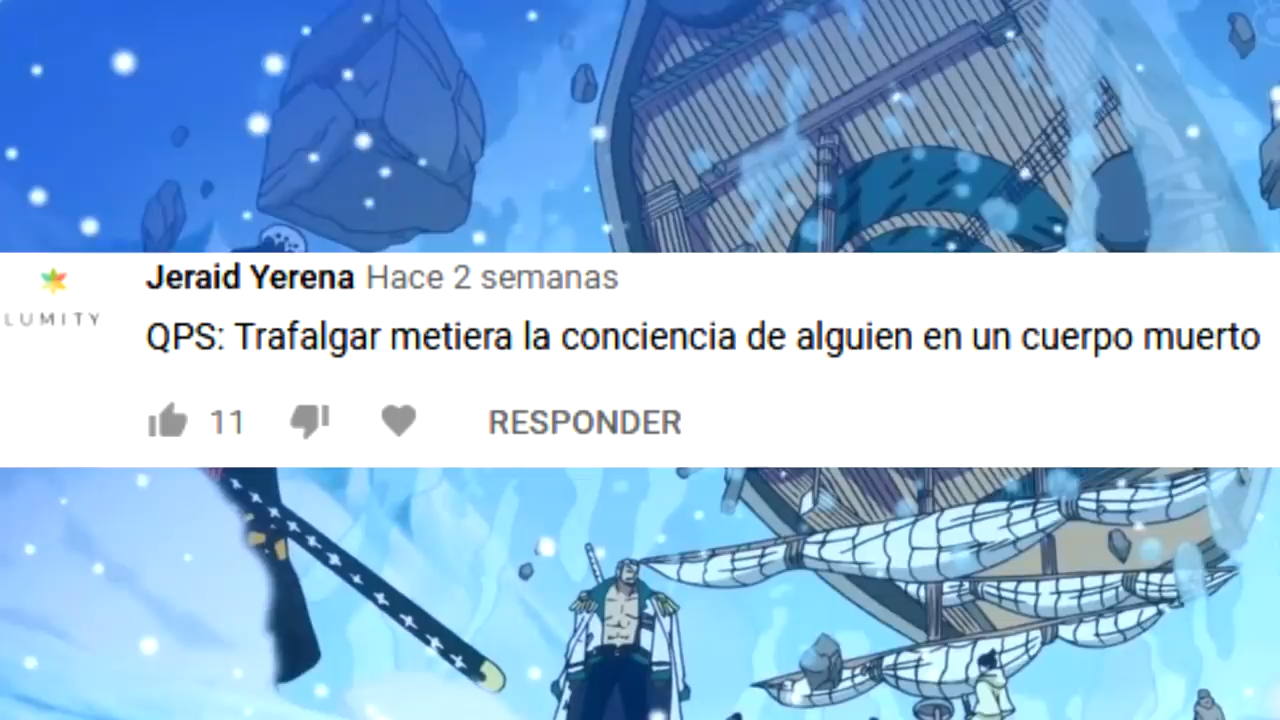 Jeraid Yerena Hace 2 semanas
LUMITY
QPS: Trafalgar metiera la conciencia de alguien en un cuerpo muerto
11 RESPONDER